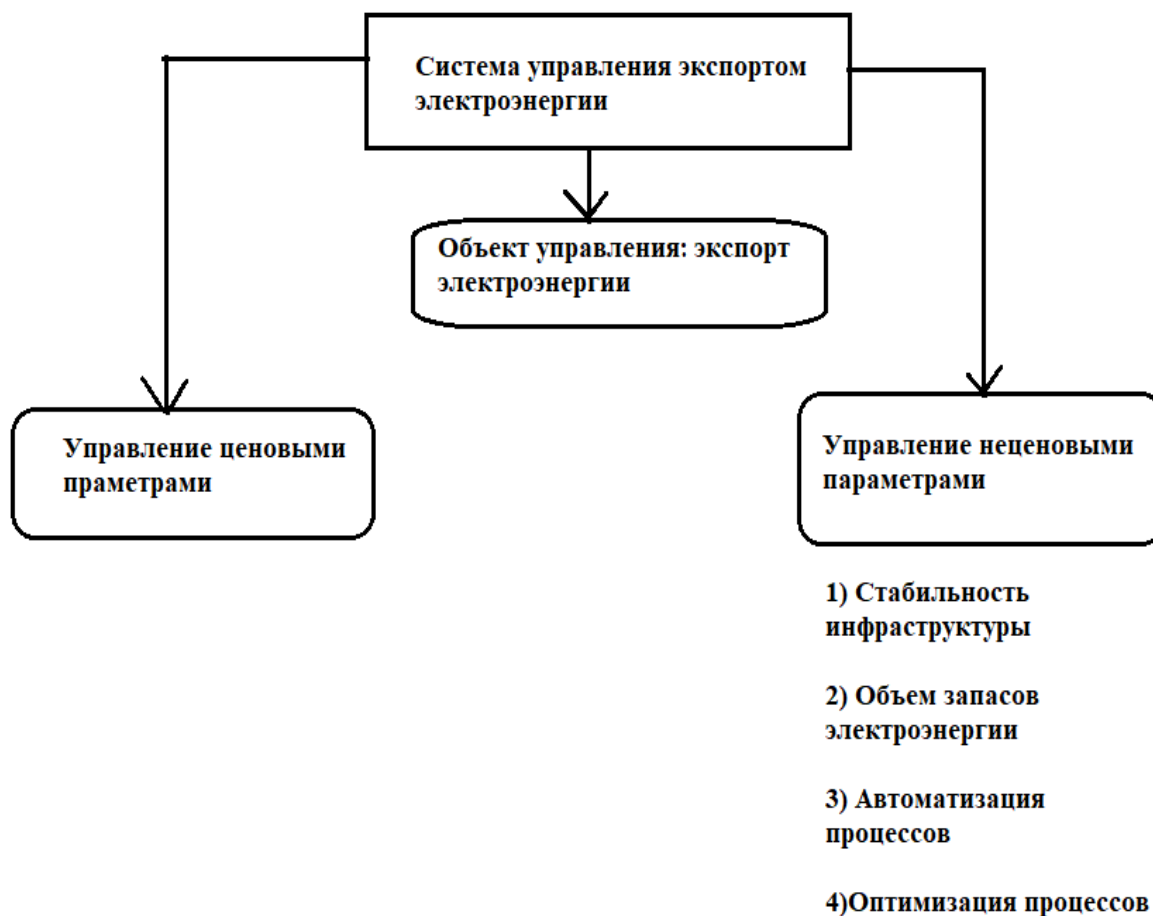 Система управления экспортом
электроэнергии
Объект управления: экспорт
электроэнергии
Управление ценовыми
праметрами
Управление неценовыми
параметрами
1) Стабильность
инфраструктуры
2) Объем запасов
электроэнергии
3) Автоматизация
процессов
4)Оптимизация процессов